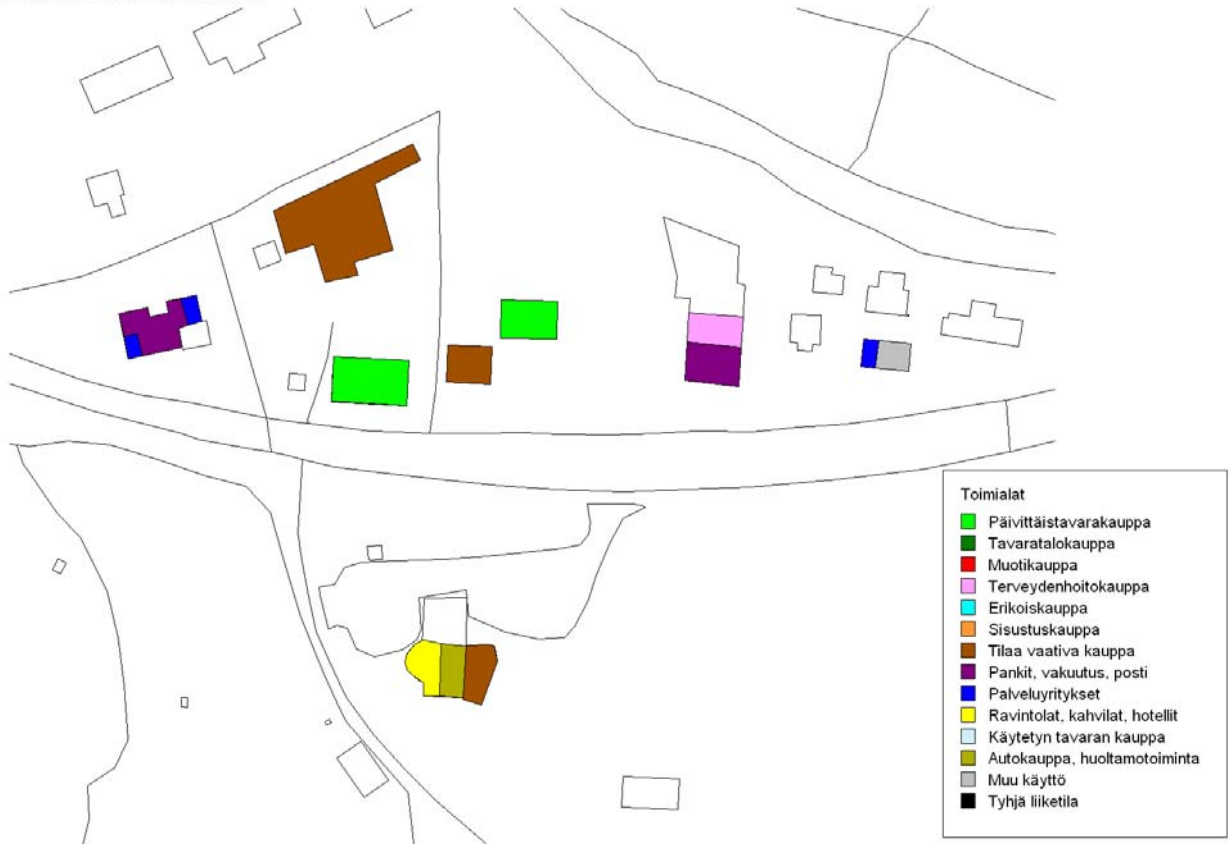 Toimialat
Päivittäistavarakauppa
Tavaratalokauppa
Muotikauppa
Terveydenhoitokauppa
Erikoiskauppa
Sisustuskauppa
Tilaa vaativa kauppa
Pankit, vakuutus, posti
Palveluyritykset
Ravintolat, kahvilat, hotellit
Käytetyn tavaran kauppa
Autokauppa, huoltamotoiminta
Muu käyttö
Tyhjä liiketila